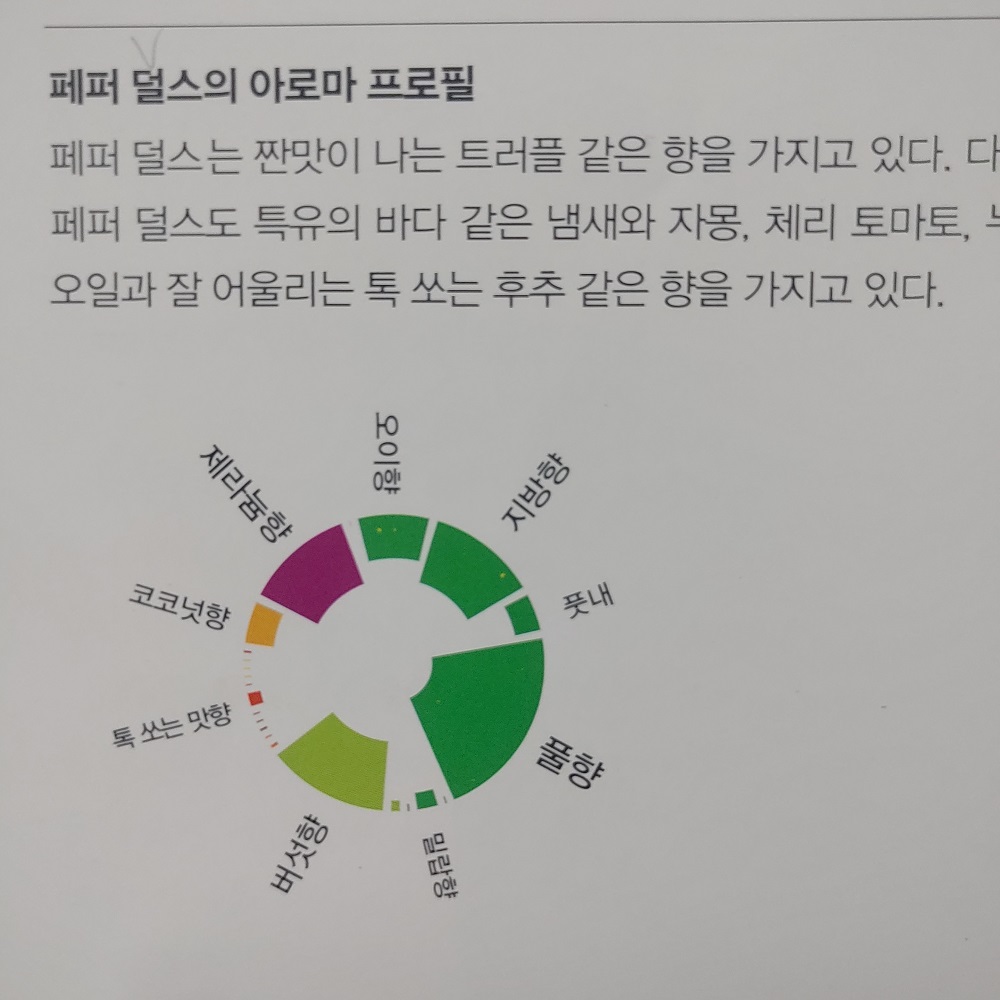 페퍼 덜스의 아로마 프로필
페퍼 덜스는 짠맛이 나는 트러플 같은 향을 가지고 있다. 다
페퍼 덜스도 특유의 바다 같은 냄새와 자몽, 체리 토마토,
오일과 잘 어울리는 톡 쏘는 후추 같은 향을 가지고 있다.
오이향
지방향
풋내
풀향
밀랍향
버섯향
톡 쏘는 맛향
코코넛향
제라늄향